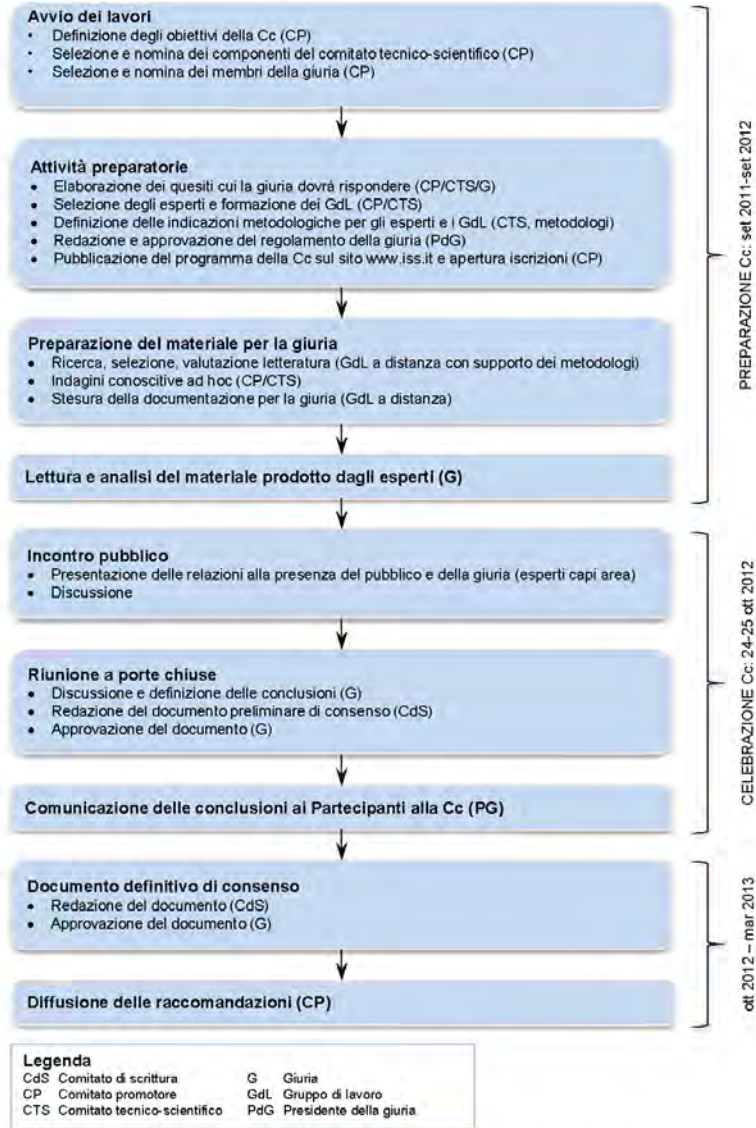 Avvio dei lavori
• Definizione degli obiettivi della Cc (CP)
• Selezione e nomina dei componenti del comitato tecnico-scientifico (CP)
• Selezione e nomina dei membri della giuria (CP)
Attività preparatorie
• Elaborazione dei quesiti cui la giuria dovrà rispondere (CP/CTS/G)
• Selezione degli esperti e formazione dei GdL (CP/CTS)
• Definizione delle indicazioni metodologiche per gli esperti e i GdL (CTS, metodologi)
• Redazione e approvazione del regolamento della giuria (PdG)
• Pubblicazione del programma della Cc sul sito www.iss.it e apertura iscrizioni (CP)
Preparazione del materiale per la giuria
• Ricerca, selezione, valutazione letteratura (GdL a distanza con supporto dei metodologi)
• Indagini conoscitive ad hoc (CP/CTS)
• Stesura della documentazione per la giuria (GdL a distanza)
Lettura e analisi del materiale prodotto dagli esperti (G)
PREPARAZIONE Cc: set 2011-set 2012
Incontro pubblico
• Presentazione delle relazioni alla presenza del pubblico e della giuria (esperti capi area)
• Discussione
Riunione a porte chiuse
• Discussione e definizione delle conclusioni (G)
• Redazione del documento preliminare di consenso (CdS)
• Approvazione del documento (G)
Comunicazione delle conclusioni ai Partecipanti alla Cc (PG)
CELEBRAZIONE Cc: 24-25 ott 2012
Documento definitivo di consenso
• Redazione del documento (CdS)
• Approvazione del documento (G)
Diffusione delle raccomandazioni (CP)
ott 2012 – mar 2013
Legenda
CdS Comitato di scrittura G Giuria
CP Comitato promotore GdL Gruppo di lavoro
CTS Comitato tecnico-scientifico PdG Presidente della giuria